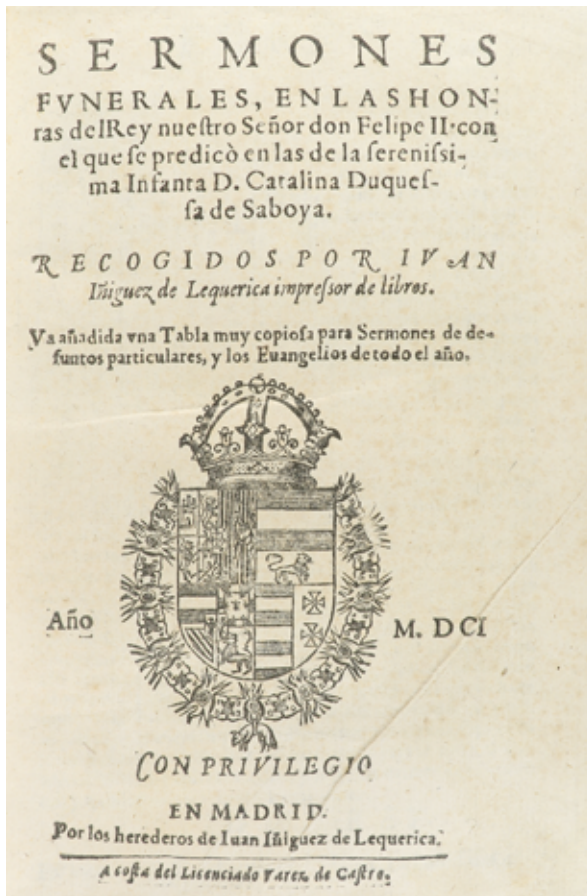 SERMONES
FVNERALES, EN LAS HON-
ras del Rey nueſtro Señor don Felipe II. con
el que ſe predicò en las de la ſereniſsi-
ma Infanta D. Catalina Duqueſ-
ſa de Saboya.
RECOGIDOS POR IVAN
Iñiguez de Lequerica impreſsor de libros.
Va añadida vna Tabla muy copioſa para Sermones de de-
funtos particulares, y los Euangelios de todo el año.
Año M. DCI
CON PRIVILEGIO
EN MADRID.
Por los herederos de Iuan Iñiguez de Lequerica.
A coſta del Licenciado Varez de Caſtro.